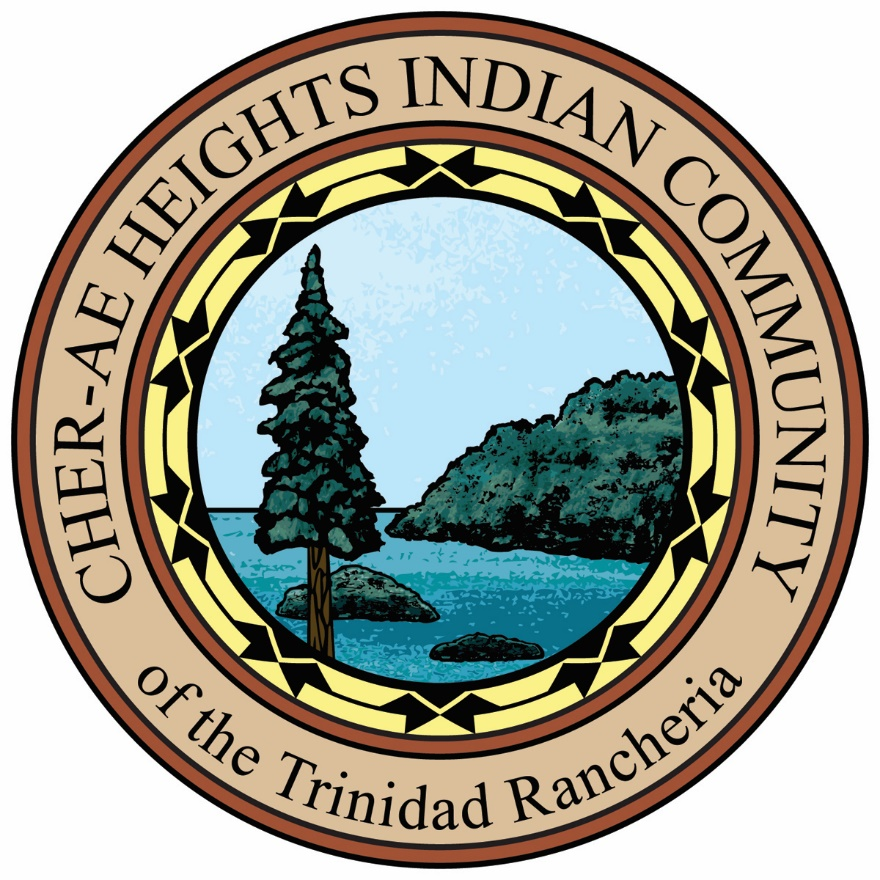 CHER-AE HEIGHTS INDIAN COMMUNITY
of the Trinidad Rancheria